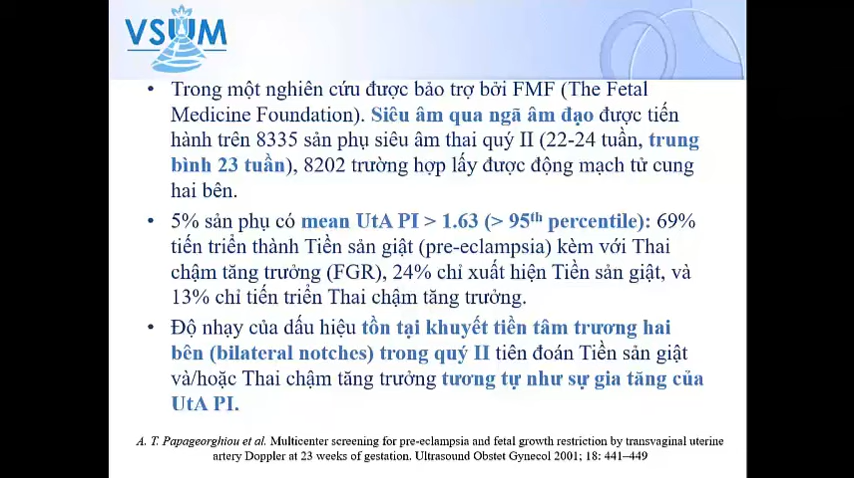 VSUM
• Trong một nghiên cứu được bảo trợ bởi FMF (The Fetal
Medicine Foundation). Siêu âm qua ngã âm đạo được tiến
hành trên 8335 sản phụ siêu âm thai quý II (22-24 tuần, trung
bình 23 tuần), 8202 trường hợp lấy được động mạch tử cung
hai bên.
• 5% sản phụ có mean UtA PI > 1.63 (> 95th percentile): 69%
tiến triển thành Tiền sản giật (pre-eclampsia) kèm với Thai
chậm tăng trưởng (FGR), 24% chỉ xuất hiện Tiền sản giật, và
13% chỉ tiến triển Thai chậm tăng trưởng.
• Độ nhạy của dấu hiệu tồn tại khuyết tiền tâm trương hai
bên (bilateral notches) trong quý II tiên đoán Tiền sản giật
và/hoặc Thai chậm tăng trưởng tương tự như sự gia tăng của
UtA PI.
A. T. Papageorghiou et al. Multicenter screening for pre-eclampsia and fetal growth restriction by transvaginal uterine
artery Doppler at 23 weeks of gestation. Ultrasound Obstet Gynecol 2001; 18: 441–449